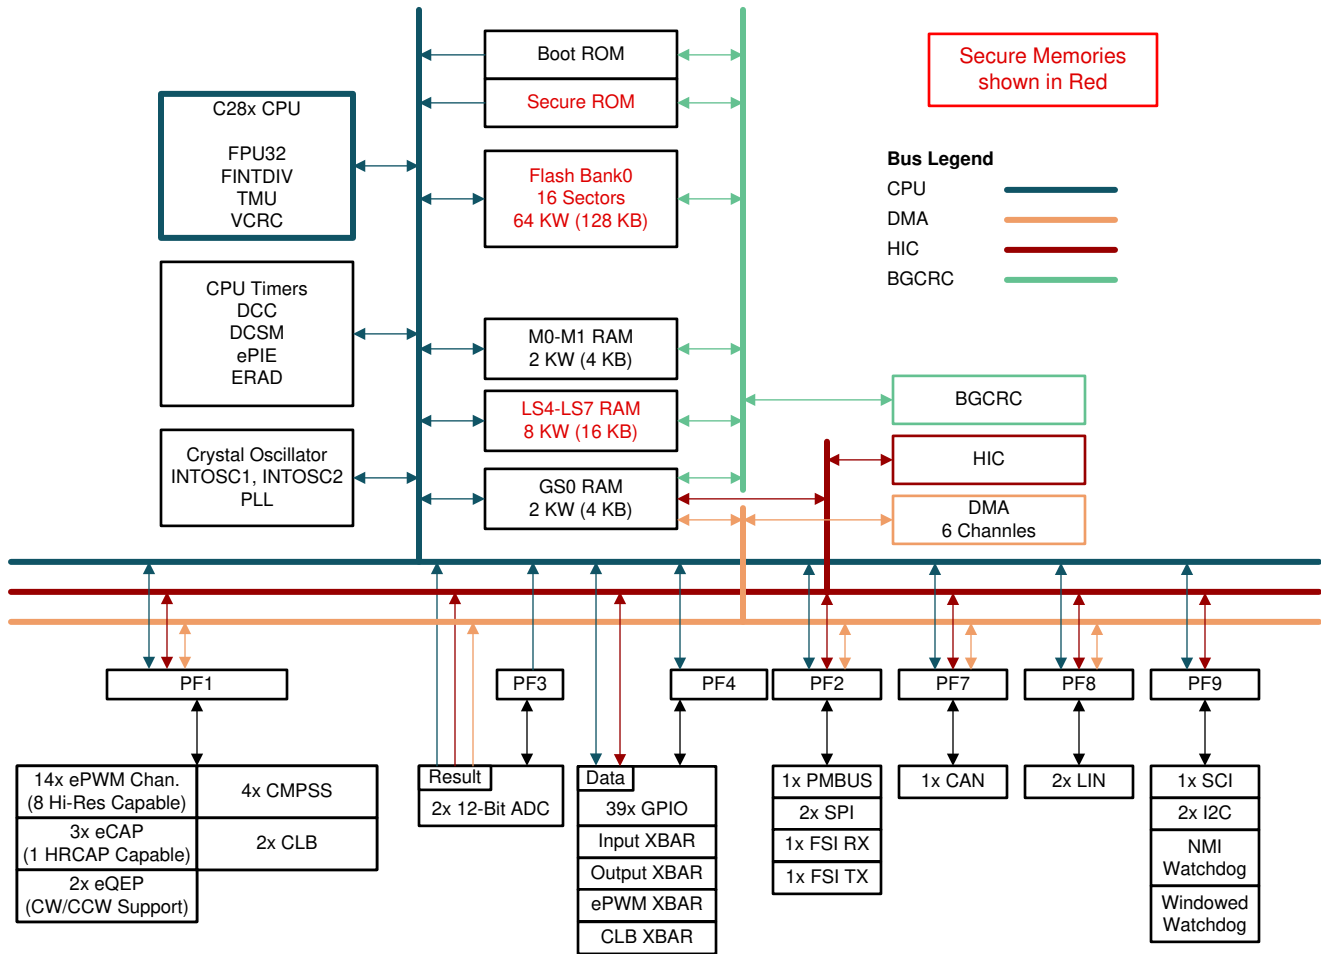 Boot ROM
Secure ROM
Secure Memories
shown in Red
C28x CPU
FPU32
FINTDIV
TMU
VCRC
Flash Bank0
16 Sectors
64 KW (128 KB)
Bus Legend
CPU
DMA
HIC
BGCRC
CPU Timers
DCC
DCSM
ePIE
ERAD
M0-M1 RAM
2 KW (4 KB)
LS4-LS7 RAM
8 KW (16 KB)
BGCRC
Crystal Oscillator
INTOSC1, INTOSC2
PLL
GS0 RAM
2 KW (4 KB)
HIC
DMA
6 Channles
PF1
PF3
PF4
PF2
PF7
PF8
PF9
14x ePWM Chan.
(8 Hi-Res Capable)
4x CMPSS
3x eCAP
(1 HRCAP Capable)
2x CLB
2x eQEP
(CW/CCW Support)
Result
2x 12-Bit ADC
Data
39x GPIO
Input XBAR
Output XBAR
ePWM XBAR
CLB XBAR
1x PMBUS
2x SPI
1x FSI RX
1x FSI TX
1x CAN
2x LIN
1x SCI
2x I2C
NMI
Watchdog
Windowed
Watchdog